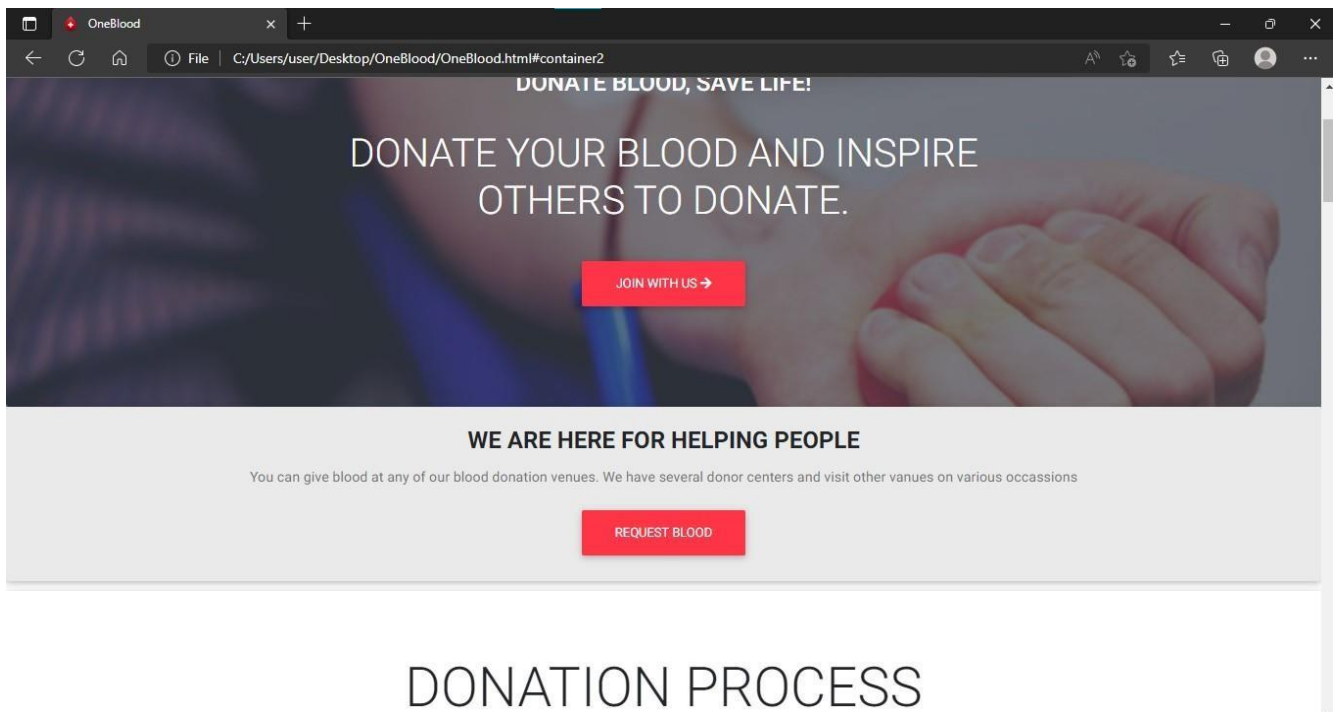 OneBlood
File
C:/Users/user/Desktop/OneBlood/OneBlood.html#container2
DONATE BLOOD, SAVE LIFE!
DONATE YOUR BLOOD AND INSPIRE
OTHERS TO DONATE.
JOIN WITH US →
WE ARE HERE FOR HELPING PEOPLE
You can give blood at any of our blood donation venues. We have several donor centers and visit other vanues on various occassions
REQUEST BLOOD
DONATION PROCESS